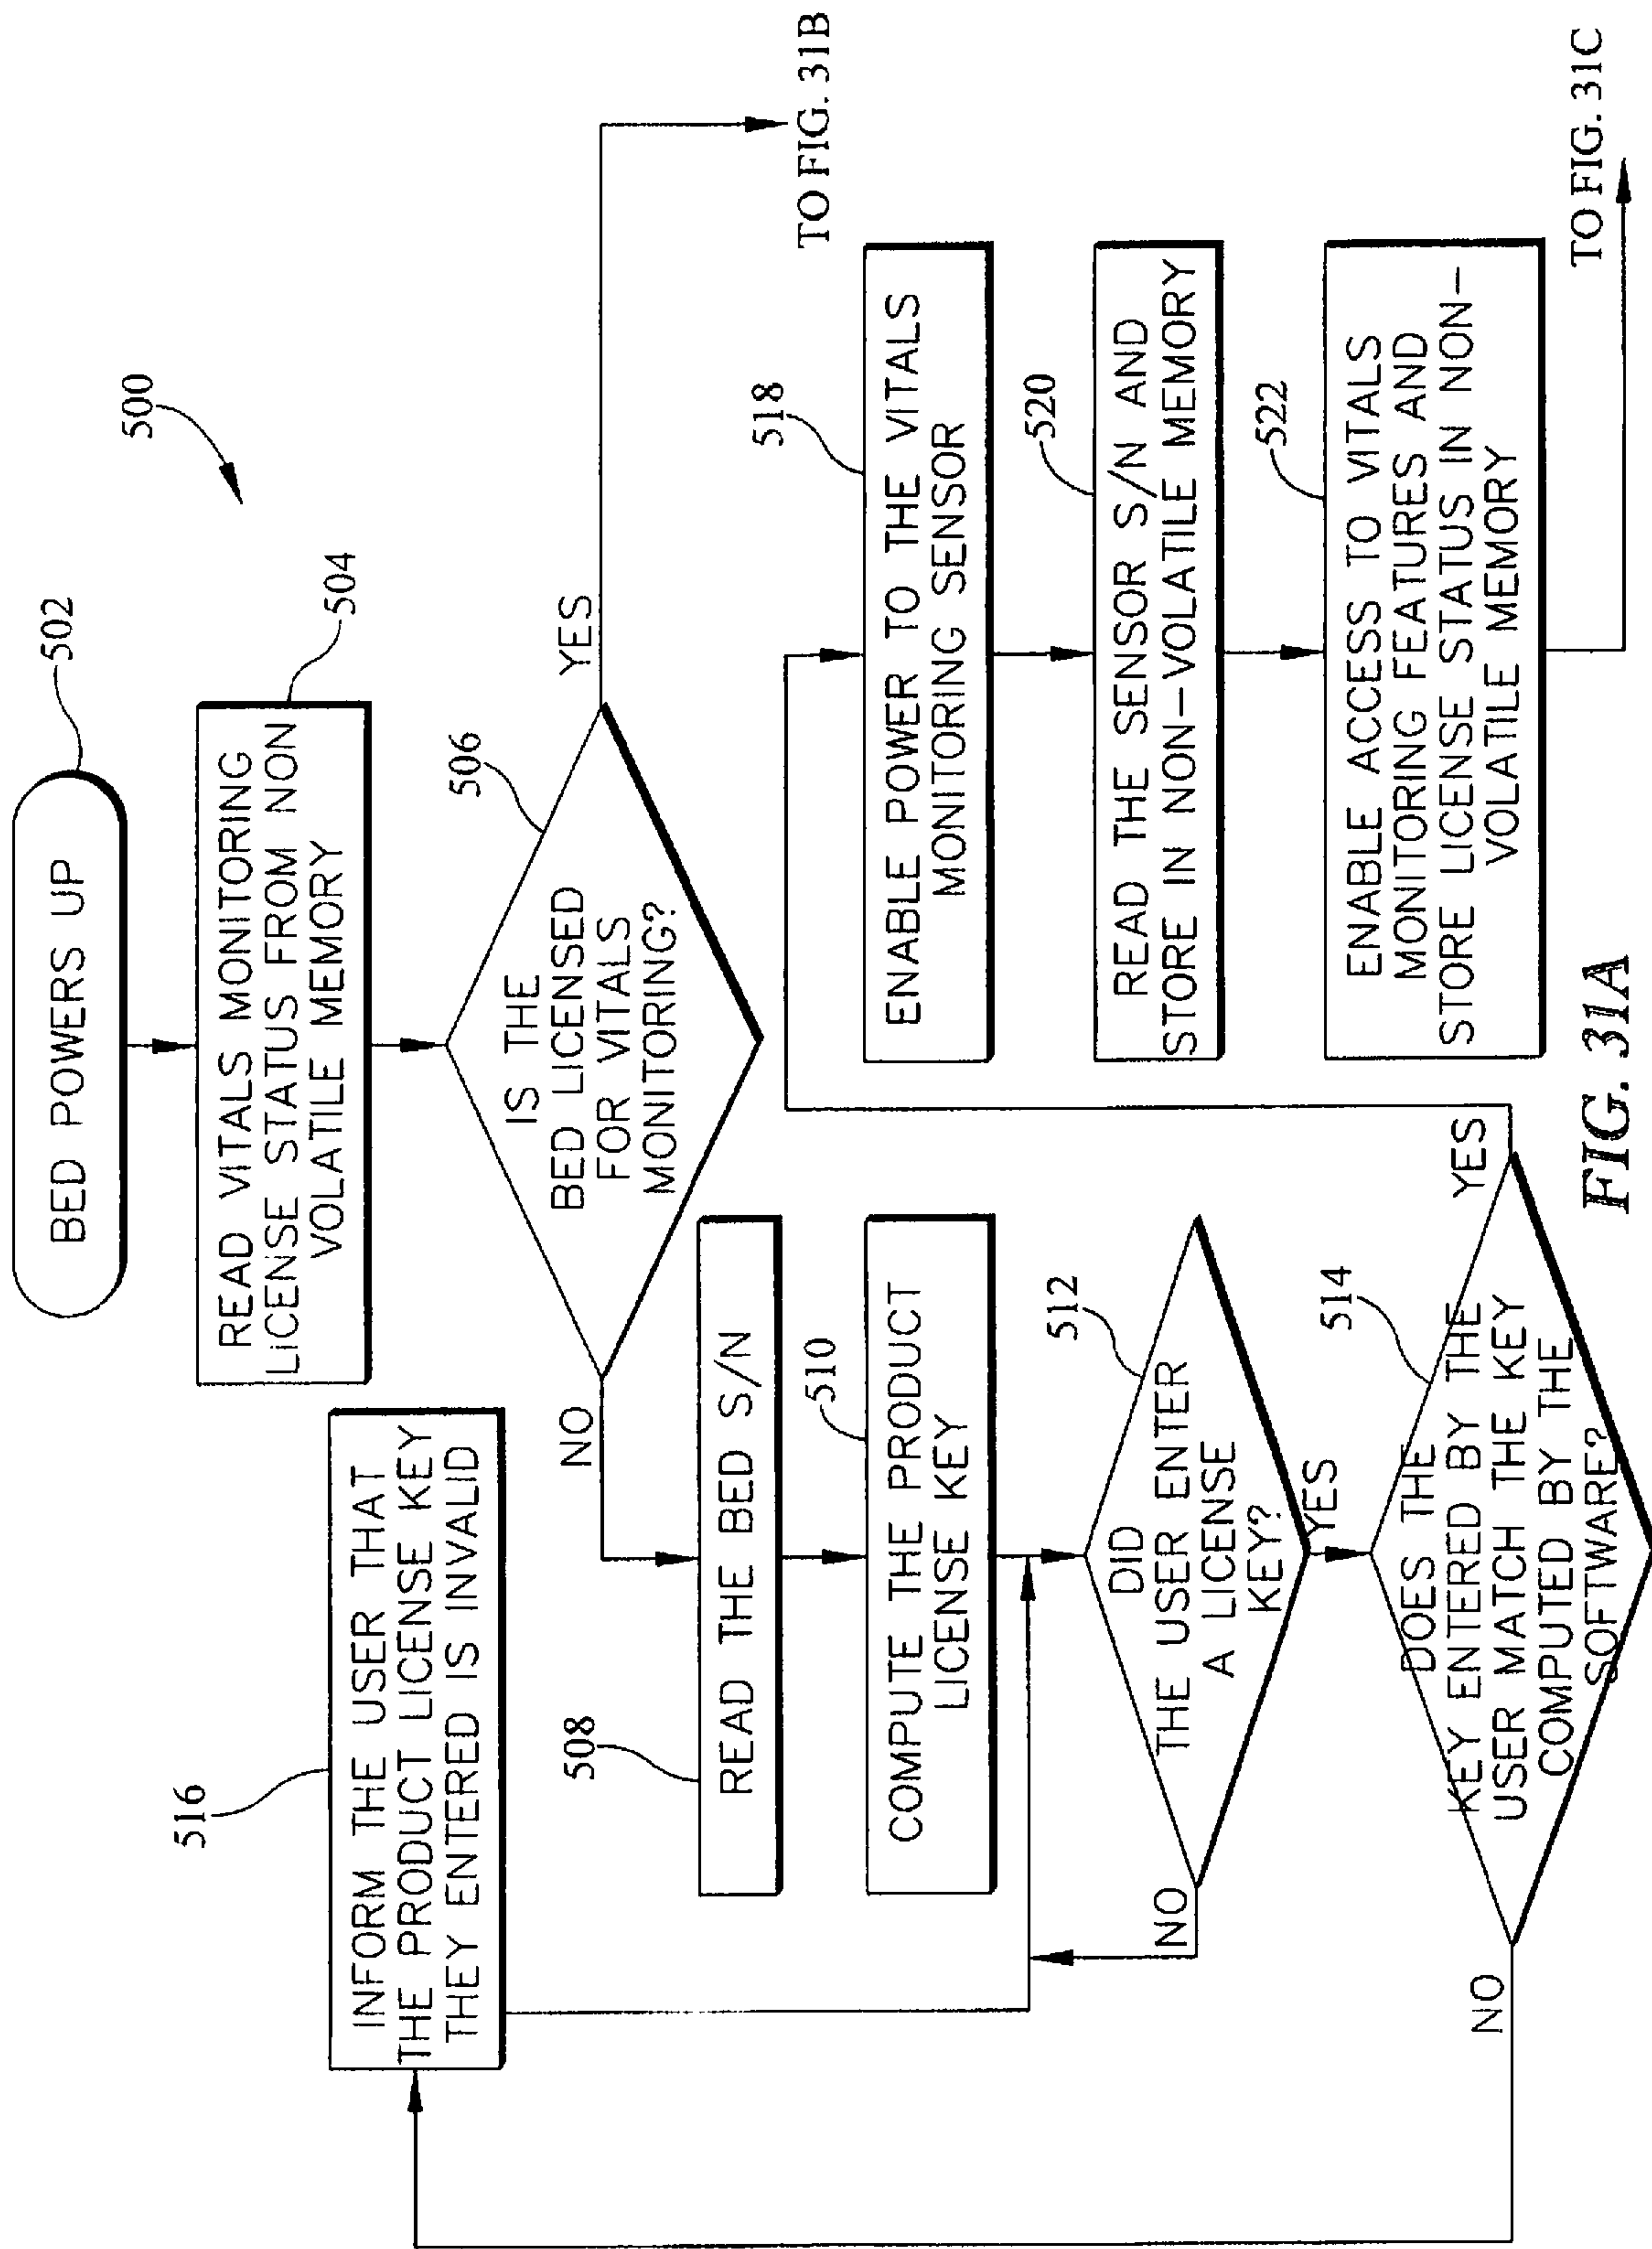 500
BED POWERS UP
502
READ VITALS MONITORING
LiCENSE STATUS FROM NON
VOLATILE MEMORY
504
IS THE
BED LICENSED
FOR VITALS
MONITORING?
506
YES
TO FIG. 31B
NO
READ THE BED S/N
508
COMPUTE THE PRODUCT
LICENSE KEY
510
DID
THE USER ENTER
A LICENSE
KEY?
512
NO
YES
DOES THE
KEY ENTERED BY THE
USER MATCH THE KEY
COMPUTED BY THE
SOFTWARE?
514
NO
YES
INFORM THE USER THAT
THE PRODUCT LICENSE KEY
THEY ENTERED IS INVALID
516
ENABLE POWER TO THE VITALS
MONITORING SENSOR
518
READ THE SENSOR S/N AND
STORE IN NON-VOLATILE MEMORY
520
ENABLE ACCESS TO VITALS
MONITORING FEATURES AND
STORE LICENSE STATUS IN NON-
VOLATILE MEMORY
522
TO FIG. 31C
FIG. 31A